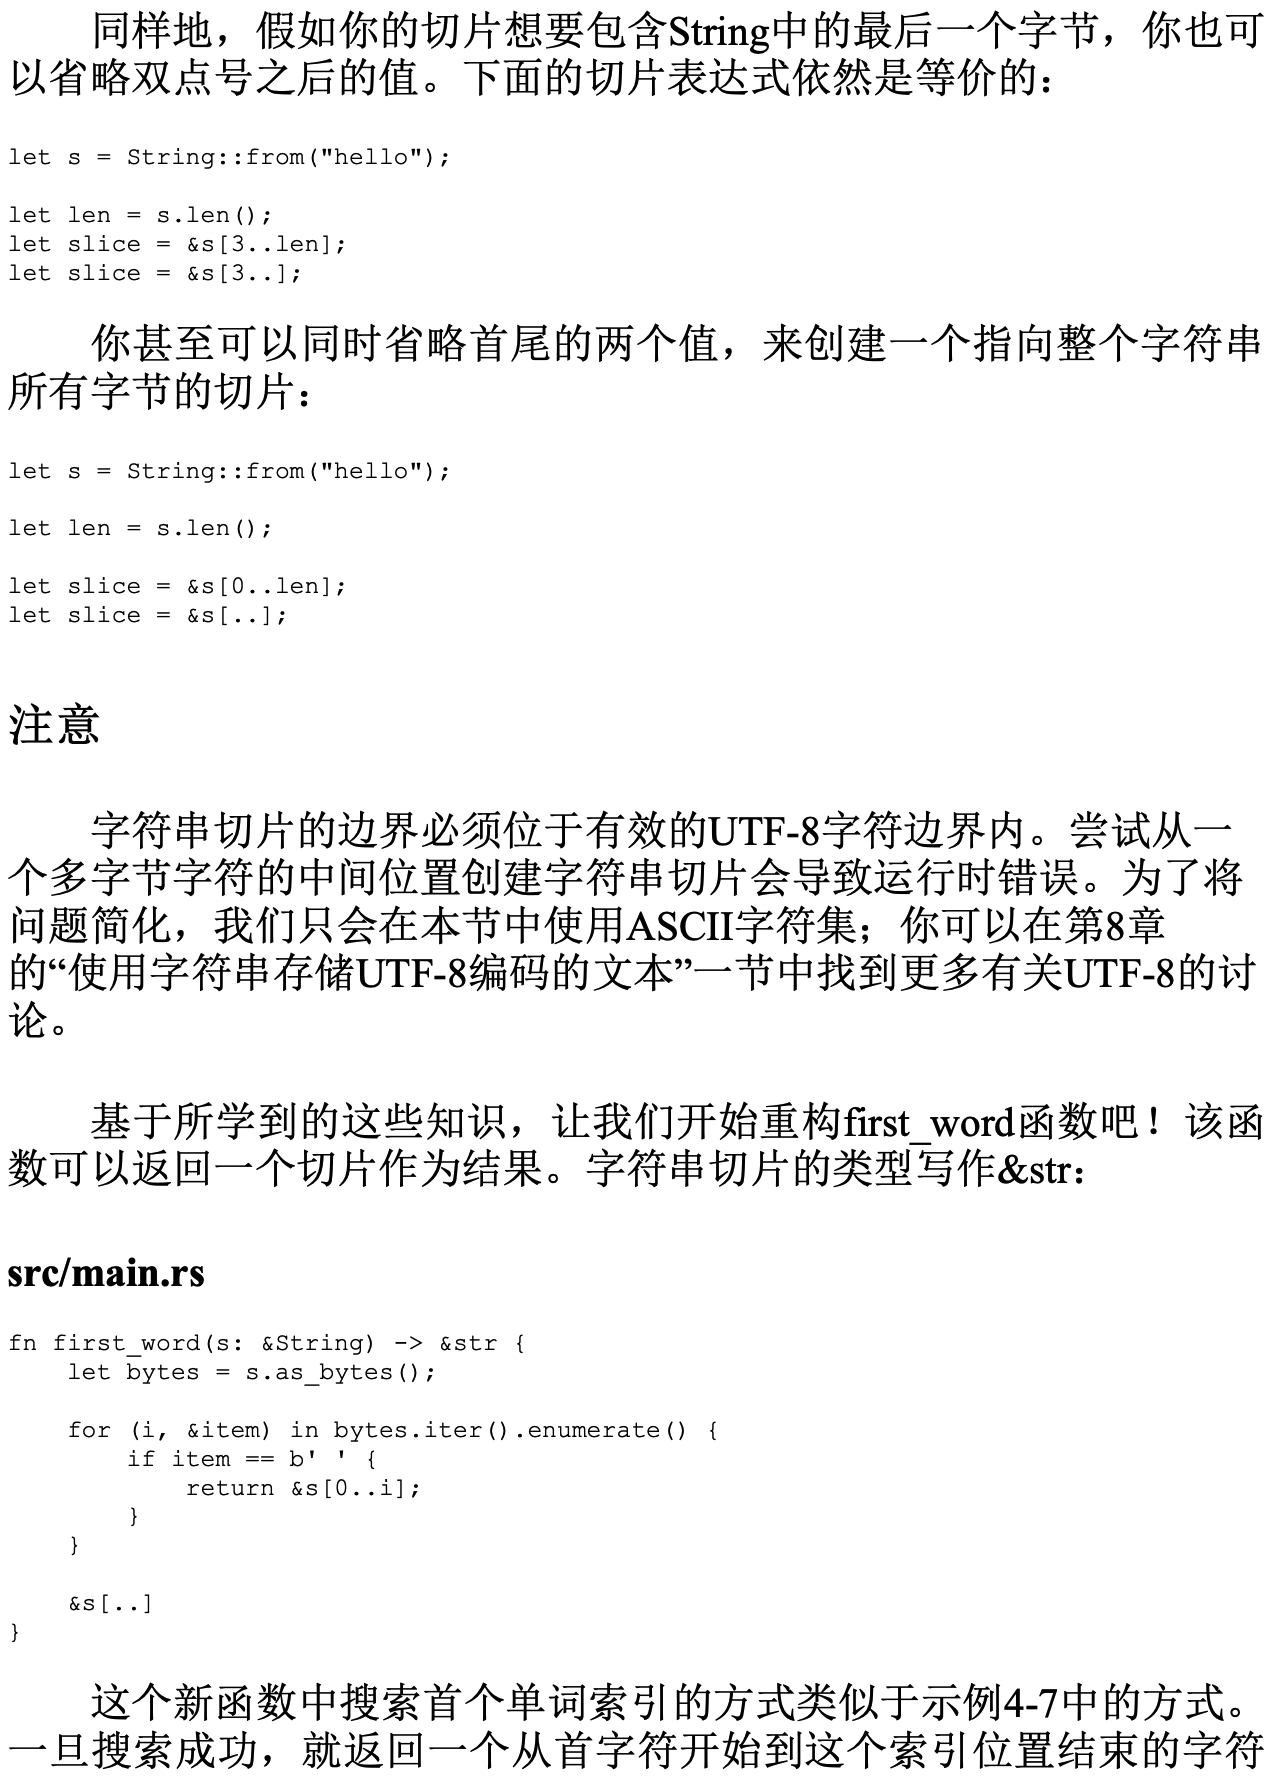 同样地，假如你的切片想要包含String中的最后一个字节，你也可
以省略双点号之后的值。下面的切片表达式依然是等价的：
let s = String::from("hello");
let len = s.len();
let slice = &s[3..len];
let slice = &s[3..];
你甚至可以同时省略首尾的两个值，来创建一个指向整个字符串
所有字节的切片：
let s = String::from("hello");
let len = s.len();
let slice = &s[0..len];
let slice = &s[..];
注意
字符串切片的边界必须位于有效的UTF-8字符边界内。尝试从一
个多字节字符的中间位置创建字符串切片会导致运行时错误。为了将
问题简化，我们只会在本节中使用ASCII字符集；你可以在第8章
的“使用字符串存储UTF-8编码的文本”一节中找到更多有关UTF-8的讨
论。
基于所学到的这些知识，让我们开始重构first_word函数吧！该函
数可以返回一个切片作为结果。字符串切片的类型写作&str：
src/main.rs
fn first_word(s: &String) -> &str {
    let bytes = s.as_bytes();
    for (i, &item) in bytes.iter().enumerate() {
        if item == b' ' {
            return &s[0..i];
        }
    }
    &s[..]
}
这个新函数中搜索首个单词索引的方式类似于示例4-7中的方式。
一旦搜索成功，就返回一个从首字符开始到这个索引位置结束的字符